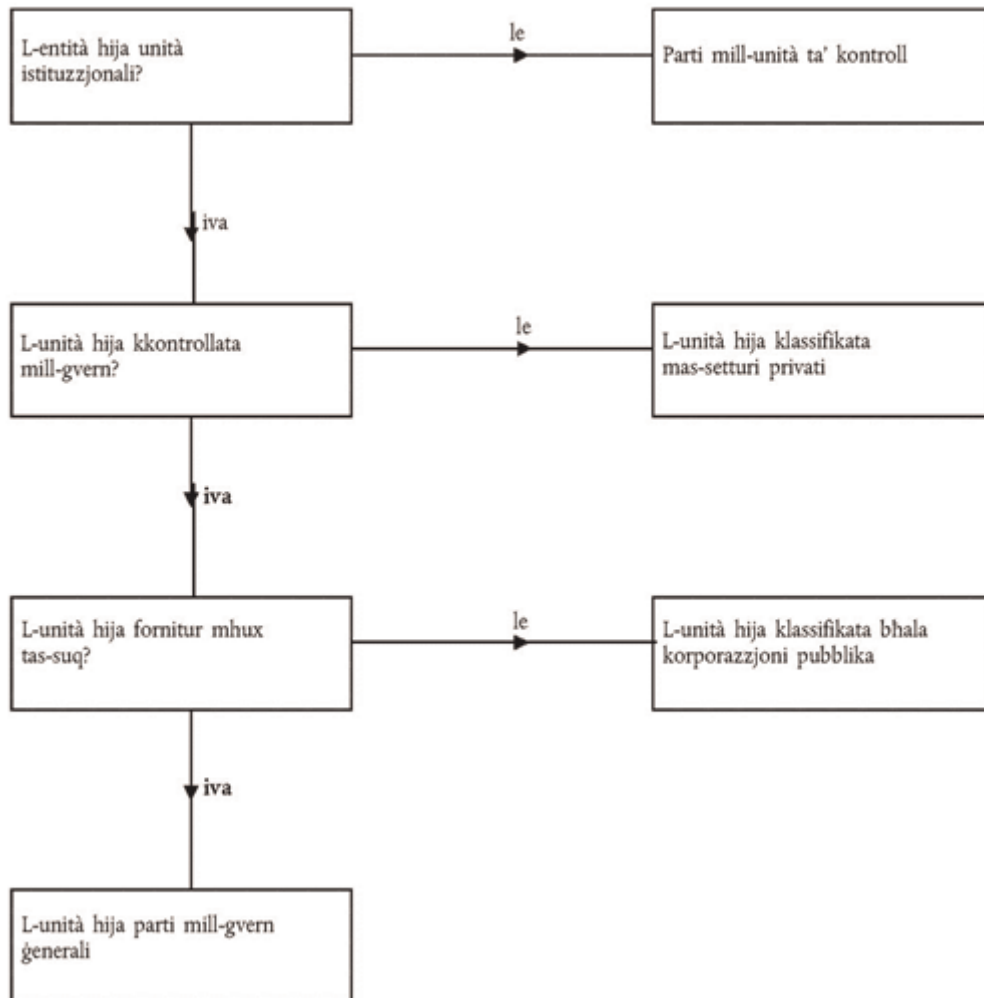 L-entità hija unità
istituzzjonali?
le
Parti mill-unità ta' kontroll
iva
L-unità hija kkontrollata
mill-gvern?
le
L-unità hija klassifikata
mas-setturi privati
iva
L-unità hija fornitur mhux
tas-suq?
le
L-unità hija klassifikata bħala
korporazzjoni pubblika
iva
L-unità hija parti mill-gvern
ġenerali